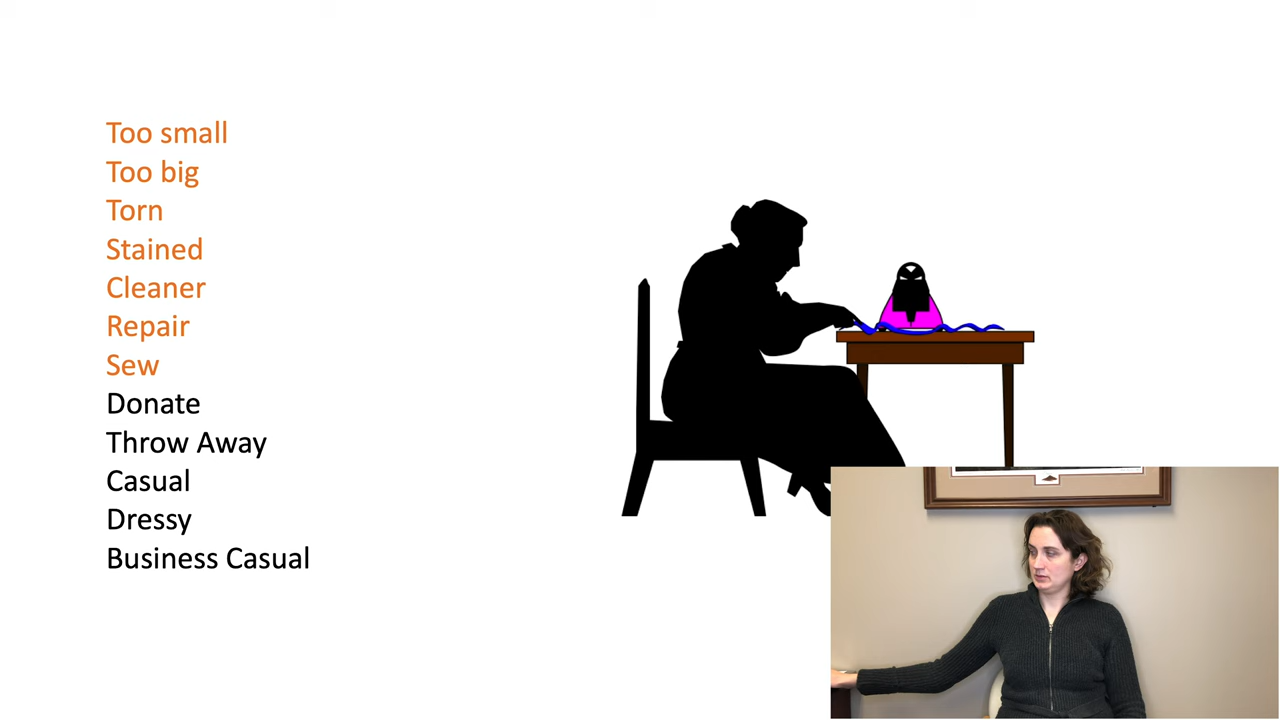 Too small
Too big
Torn
Stained
Cleaner
Repair
Sew
Donate
Throw Away
Casual
Dressy
Business Casual